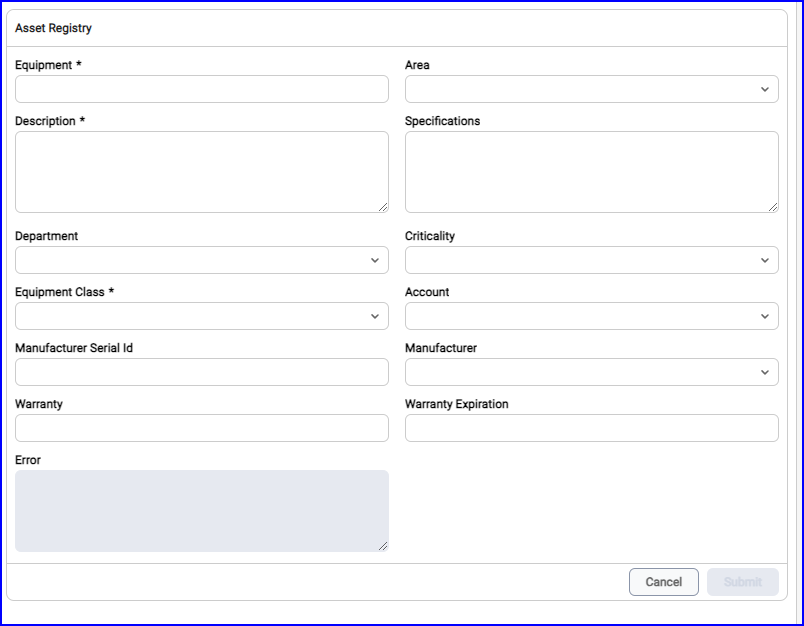 Asset Registry
Equipment *
Area
Description *
Specifications
Department
Criticality
Equipment Class *
Account
Manufacturer Serial Id
Manufacturer
Warranty
Warranty Expiration
Error
Cancel
Submit